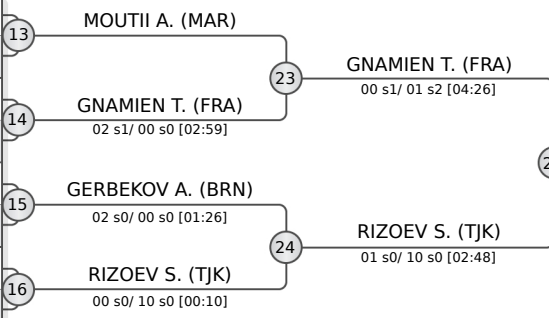 MOUTII A. (MAR)
13
23
GNAMIEN T. (FRA)
00 s1/ 01 s2 [04:26]
GNAMIEN T. (FRA)
14
02 s1/ 00 s0 [02:59]
GERBEKOV A. (BRN)
15
02 s0/ 00 s0 [01:26]
24
RIZOEV S. (TJK)
01 s0/ 10 s0 [02:48]
RIZOEV S. (TJK)
16
00 s0/ 10 s0 [00:10]